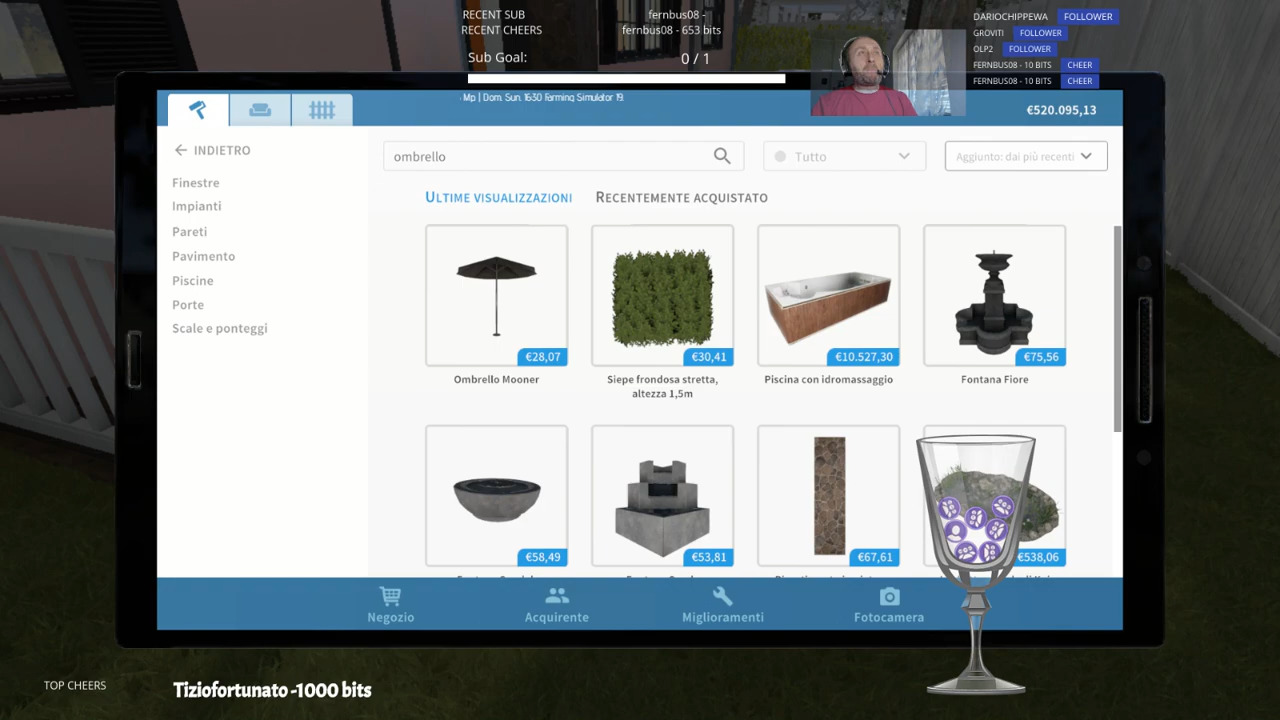 RECENT SUB
fernbus08 -
RECENT CHEERS
fernbus08 - 653 bits
Sub Goal:
0 / 1
DARIOCHIPPEWA FOLLOWER
GROVITI FOLLOWER
OLP2 FOLLOWER
FERNBUS08 - 10 BITS CHEER
FERNBUS08 - 10 BITS CHEER
Mp. | Dom. Sun. 16:30 Farming Simulator 19.
€520.095,13
INDIETRO
Finestre
Impianti
Pareti
Pavimento
Piscine
Porte
Scale e ponteggi
ombrello
Tutto
Aggiunto: dai più recenti
ULTIME VISUALIZZAZIONI
RECENTEMENTE ACQUISTATO
€28,07
€30,41
€10.527,30
€75,56
Ombrello Mooner
Siepe frondosa stretta,
altezza 1,5m
Piscina con idromassaggio
Fontana Fiore
€58,49
€53,81
€67,61
€538,06
Negozio
Acquirente
Miglioramenti
Fotocamera
TOP CHEERS
Tiziofortunato -1000 bits